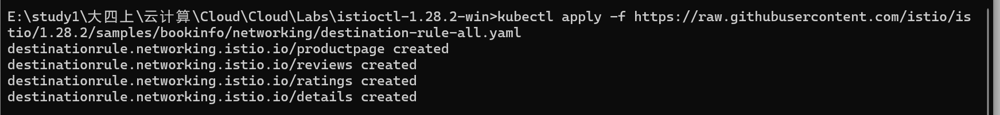 E:\study1\大四上\云计算\Cloud\Cloud\Labs\istioctl-1.28.2-win>kubectl apply -f https://raw.githubusercontent.com/istio/is
tio/1.28.2/samples/bookinfo/networking/destination-rule-all.yaml
destinationrule.networking.istio.io/productpage created
destinationrule.networking.istio.io/reviews created
destinationrule.networking.istio.io/ratings created
destinationrule.networking.istio.io/details created